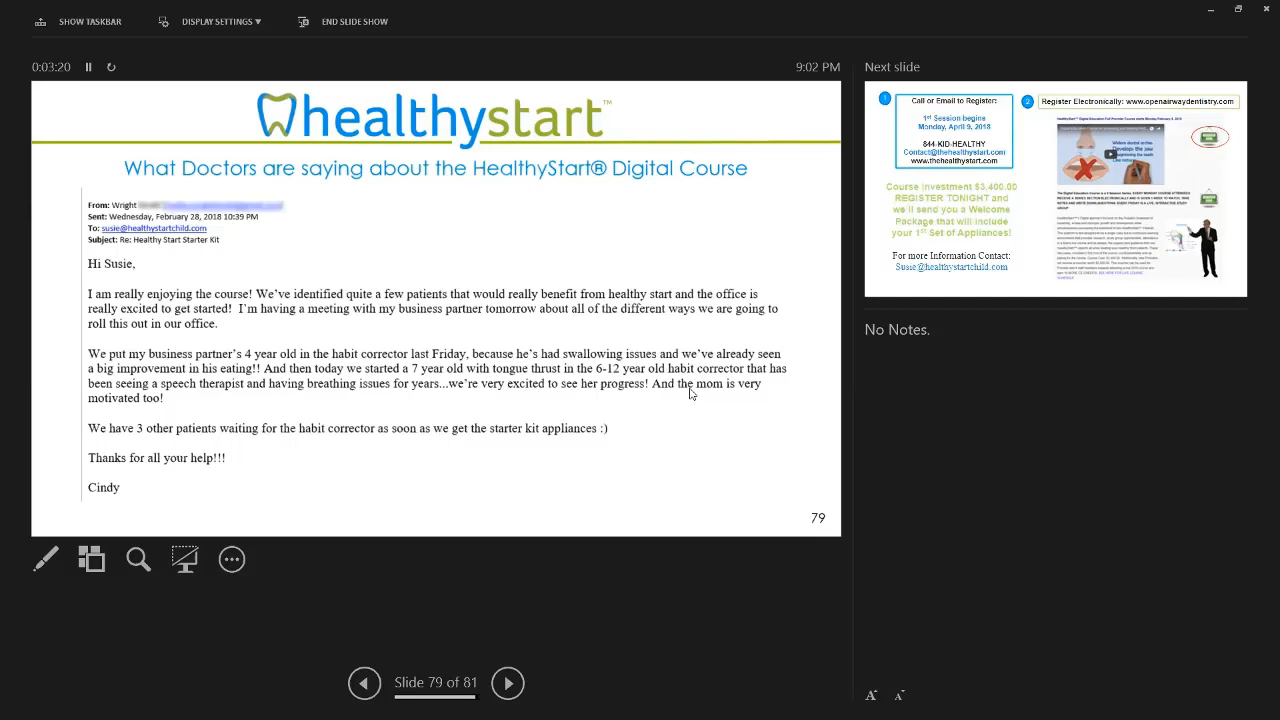 SHOW TASKBAR
DISPLAY SETTINGS ▼
END SLIDE SHOW
0:03:20
9:02 PM
healthystart™
What Doctors are saying about the HealthyStart® Digital Course
From: Wright
Sent: Wednesday, February 28, 2018 10:39 PM
To: susie@healthystartchild.com
Subject: Re: Healthy Start Starter Kit
Hi Susie,
I am really enjoying the course! We've identified quite a few patients that would really benefit from healthy start and the office is
really excited to get started!  I'm having a meeting with my business partner tomorrow about all of the different ways we are going to
roll this out in our office.
We put my business partner's 4 year old in the habit corrector last Friday, because he's had swallowing issues and we've already seen
a big improvement in his eating!! And then today we started a 7 year old with tongue thrust in the 6-12 year old habit corrector that has
been seeing a speech therapist and having breathing issues for years...we're very excited to see her progress! And the mom is very
motivated too!
We have 3 other patients waiting for the habit corrector as soon as we get the starter kit appliances :)
Thanks for all your help!!!
Cindy
79
Slide 79 of 81
Next slide
1
Call or Email to Register:
1st Session begins
Monday, April 9, 2018
844-KID-HEALTHY
Contact@thehealthystart.com
www.thehealthystart.com
Course Investment $3,400.00
REGISTER TONIGHT and
we ll send you a Welcome
Package that will include
your 1st Set of Appliances!
For more Information Contact:
Susie@healthystartchild.com
2
Register Electronically: www.openairwaydentistry.com
No Notes.
A
A